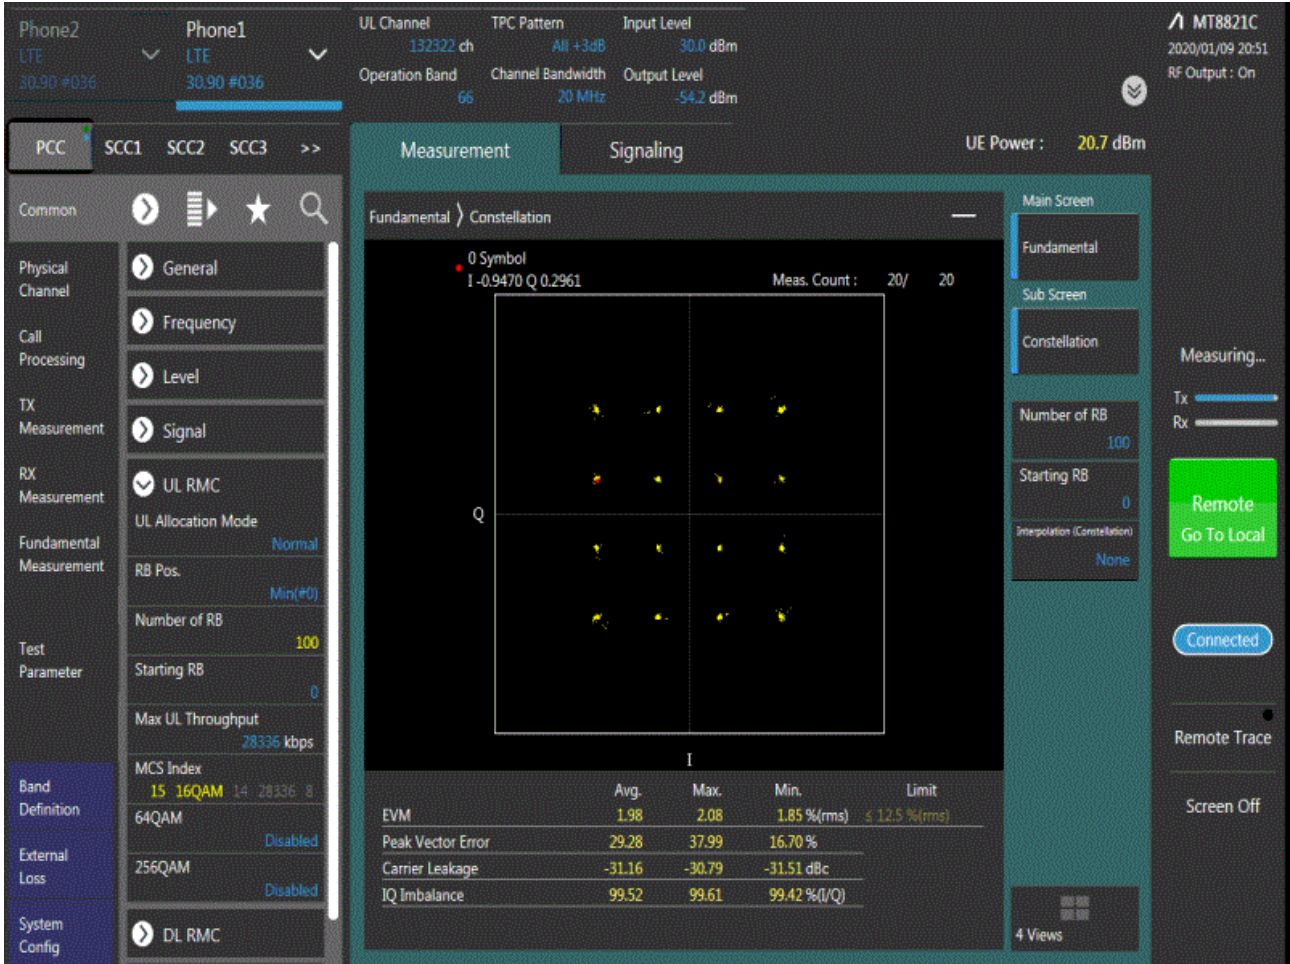 Phone2
LTE
30.90 #036
Phone1
LTE
30.90 #036
UL Channel
132322 ch
Operation Band
66
TPC Pattern
All +3dB
Channel Bandwidth
20 MHz
Input Level
30.0 dBm
Output Level
-54.2 dBm
MT8821C
2020/01/09 20:51
RF Output : On
PCC SCC1 SCC2 SCC3 >>
Measurement
Signaling
UE Power : 20.7 dBm
Common
Physical
Channel
Call
Processing
TX
Measurement
RX
Measurement
Fundamental
Measurement
Test
Parameter
Band
Definition
External
Loss
System
Config
General
Frequency
Level
Signal
UL RMC
UL Allocation Mode
Normal
RB Pos.
Min(#0)
Number of RB
100
Starting RB
0
Max UL Throughput
28336 kbps
MCS Index
15 16QAM 14 28336 8
64QAM
Disabled
256QAM
Disabled
DL RMC
Fundamental 〉 Constellation
0 Symbol
I -0.9470 Q 0.2961
Meas. Count : 20/ 20
Q
I
Avg. Max. Min. Limit
EVM 1.98 2.08 1.85 %(rms) ≤ 12.5 %(rms)
Peak Vector Error 29.28 37.99 16.70 %
Carrier Leakage -31.16 -30.79 -31.51 dBc
IQ Imbalance 99.52 99.61 99.42 %(I/Q)
Main Screen
Fundamental
Sub Screen
Constellation
Number of RB
100
Starting RB
0
Interpolation (Constellation)
None
4 Views
Measuring...
Tx
Rx
Remote
Go To Local
Connected
Remote Trace
Screen Off